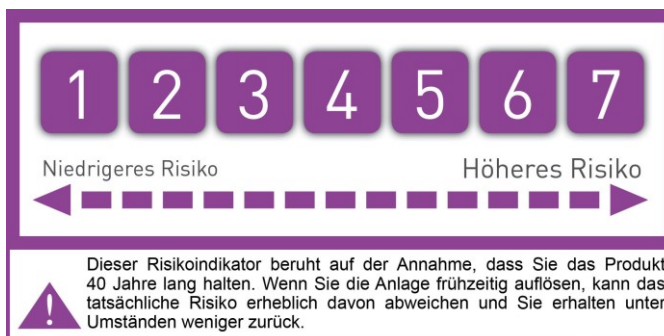 1 2 3 4 5 6 7
Niedrigeres Risiko Höheres Risiko
Dieser Risikoindikator beruht auf der Annahme, dass Sie das Produkt
40 Jahre lang halten. Wenn Sie die Anlage frühzeitig auflösen, kann das
tatsächliche Risiko erheblich davon abweichen und Sie erhalten unter
Umständen weniger zurück.